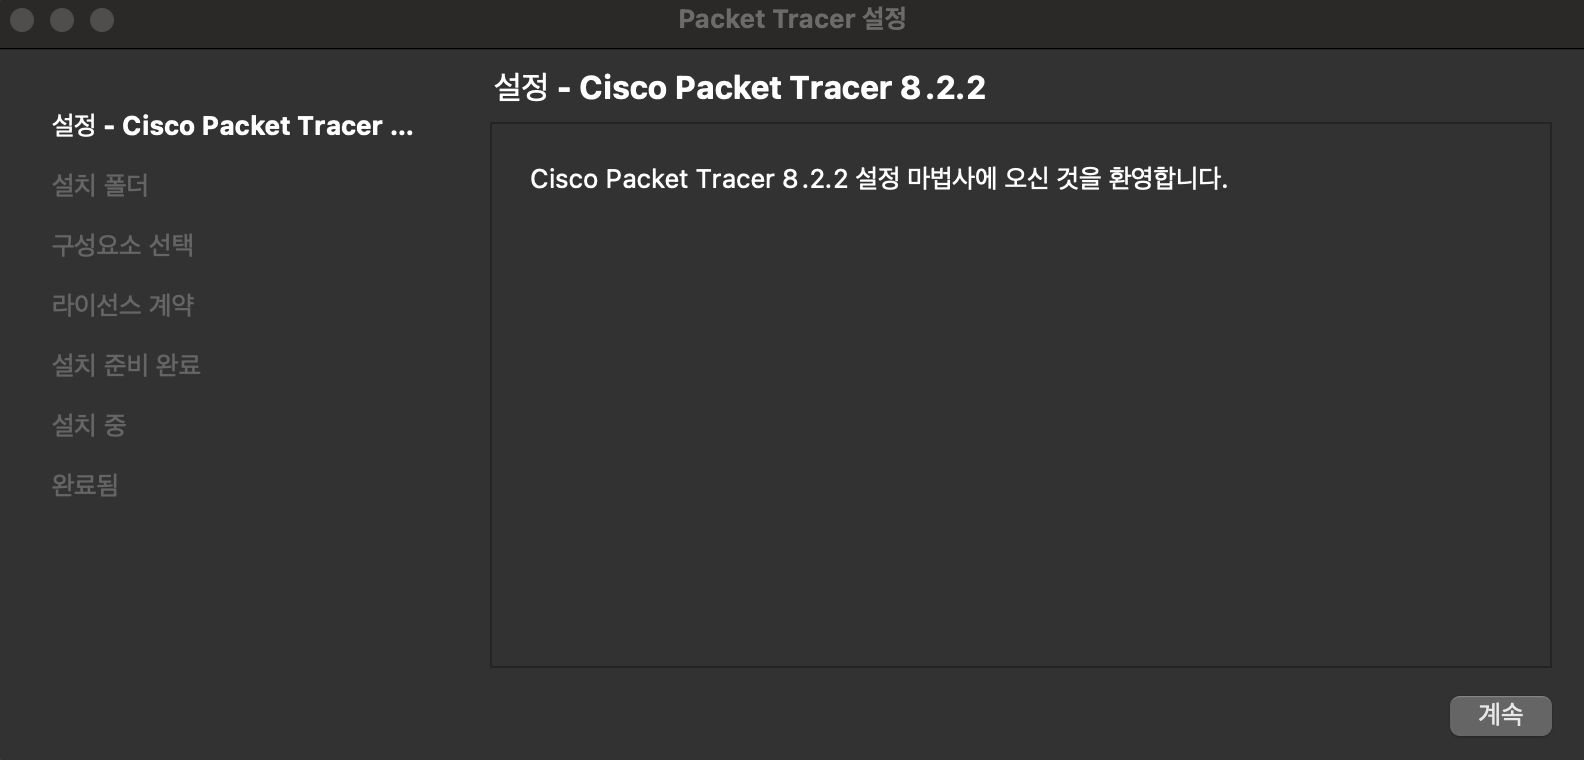 Packet Tracer 설정
설정 - Cisco Packet Tracer ...
설치 폴더
구성요소 선택
라이선스 계약
설치 준비 완료
설치 중
완료됨
설정 - Cisco Packet Tracer 8.2.2
Cisco Packet Tracer 8.2.2 설정 마법사에 오신 것을 환영합니다.
계속